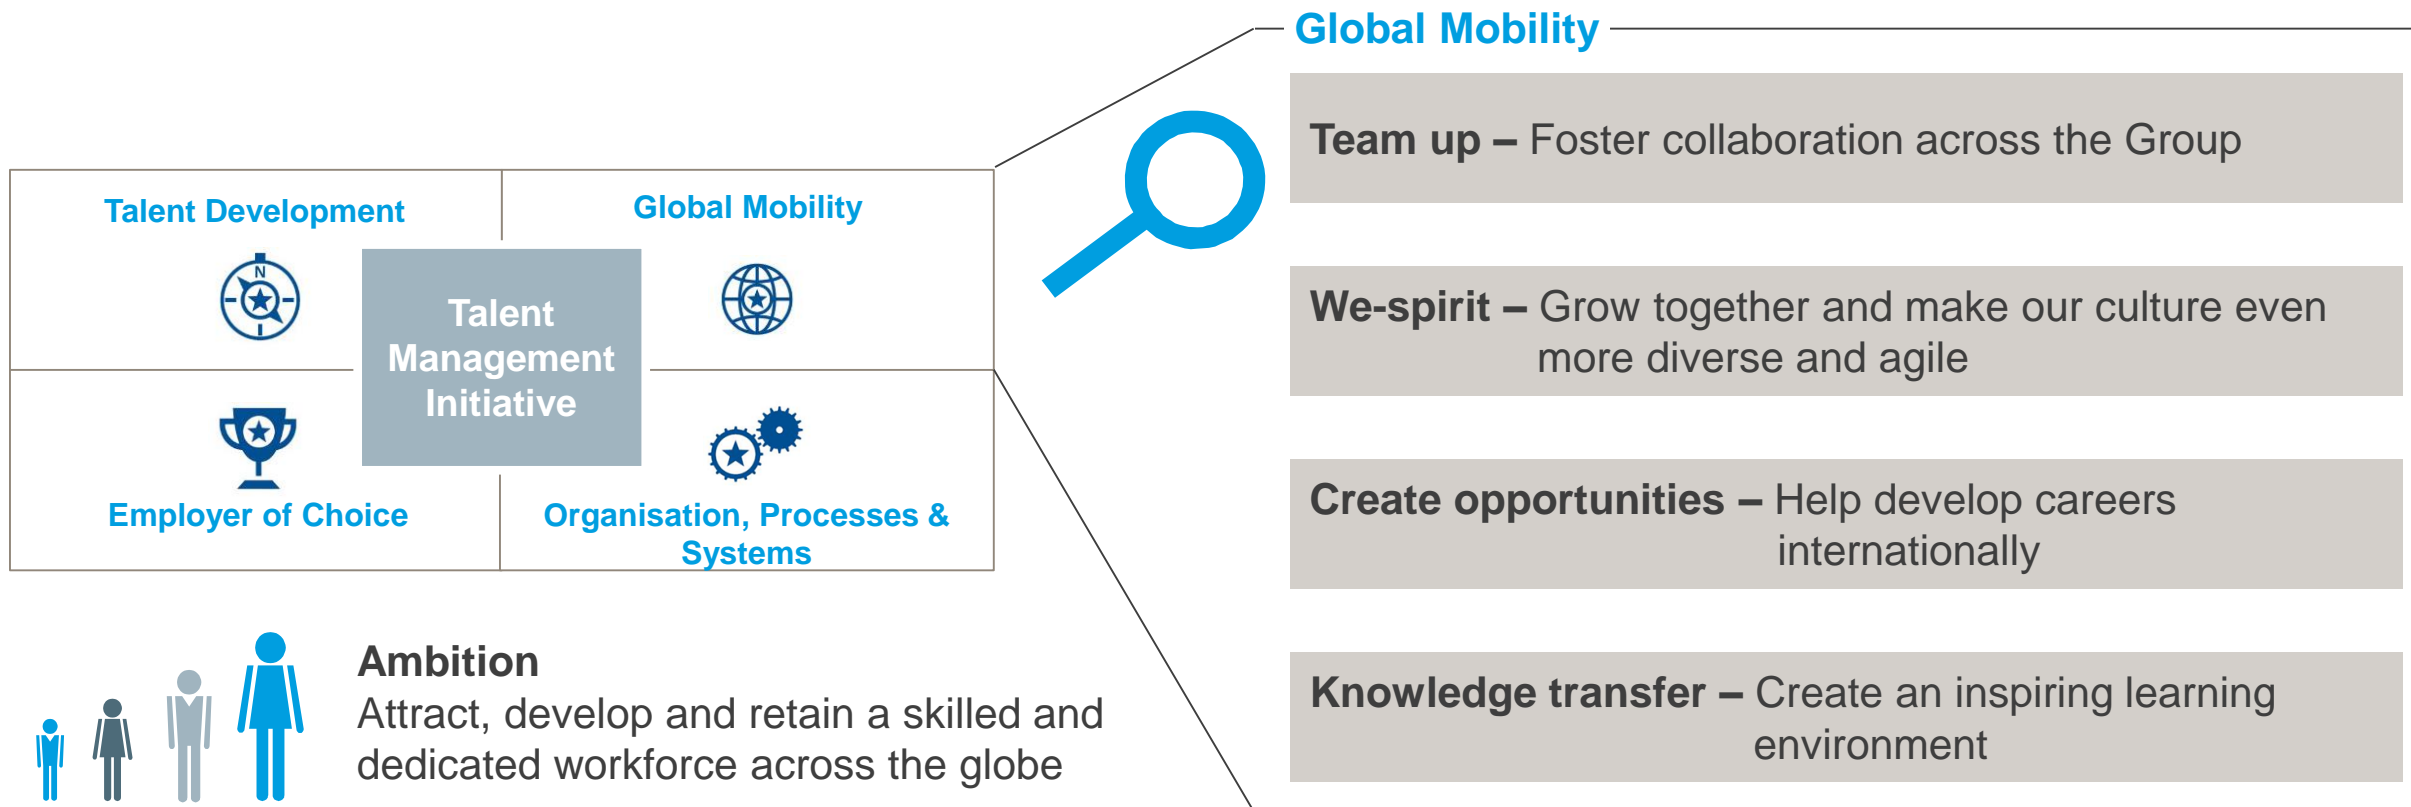 Global Mobility
Team up – Foster collaboration across the Group
We-spirit – Grow together and make our culture even
more diverse and agile
Create opportunities – Help develop careers
internationally
Knowledge transfer – Create an inspiring learning
environment
Talent Development
Global Mobility
N
Talent
Management
Initiative
Employer of Choice
Organisation, Processes &
Systems
Ambition
Attract, develop and retain a skilled and
dedicated workforce across the globe